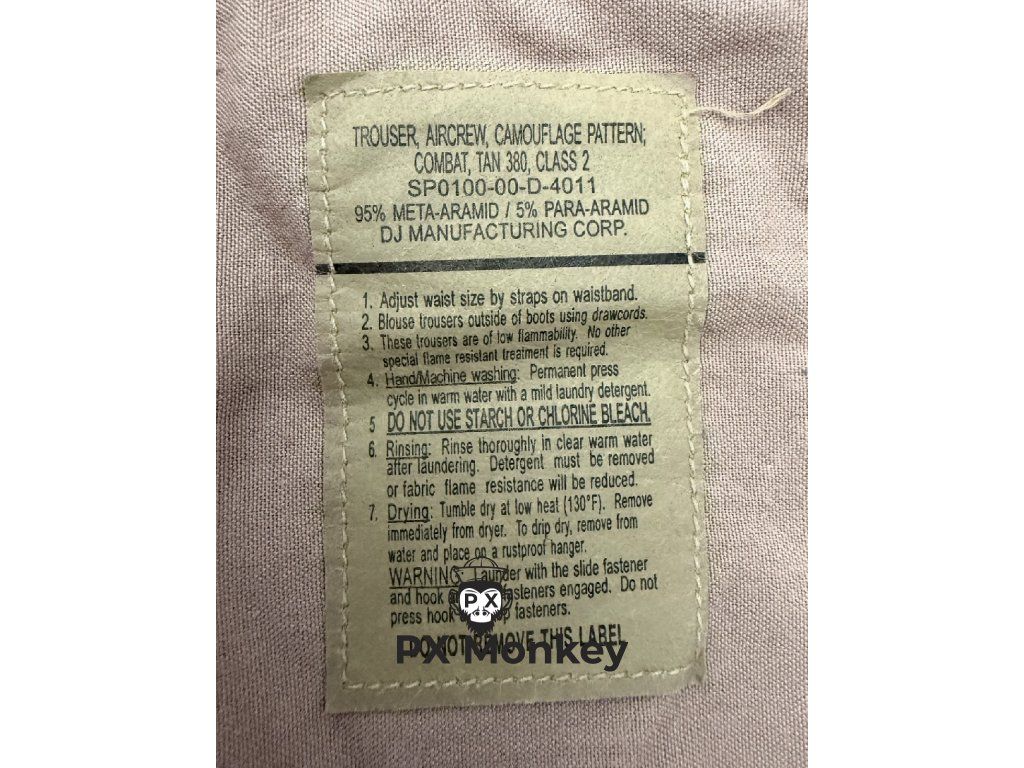 TROUSER, AIRCREW, CAMOUFLAGE PATTERN;
COMBAT, TAN 380, CLASS 2
SP0100-00-D-4011
95% META-ARAMID / 5% PARA-ARAMID
DJ MANUFACTURING CORP.
1. Adjust waist size by straps on waistband.
2. Blouse trousers outside of boots using drawcords.
3. These trousers are of low flammability. No other
special flame resistant treatment is required.
4. Hand/Machine washing: Permanent press
cycle in warm water with a mild laundry detergent.
5 DO NOT USE STARCH OR CHLORINE BLEACH.
6. Rinsing: Rinse thoroughly in clear warm water
after laundering. Detergent must be removed
or fabric flame resistance will be reduced.
7. Drying: Tumble dry at low heat (130°F). Remove
immediately from dryer. To drip dry, remove from
water and place on a rustproof hanger.
WARNING: Launder with the slide fastener
and hook fasteners engaged. Do not
press hook fasteners.
PX
DO NOT REMOVE THIS LABEL
PX Monkey